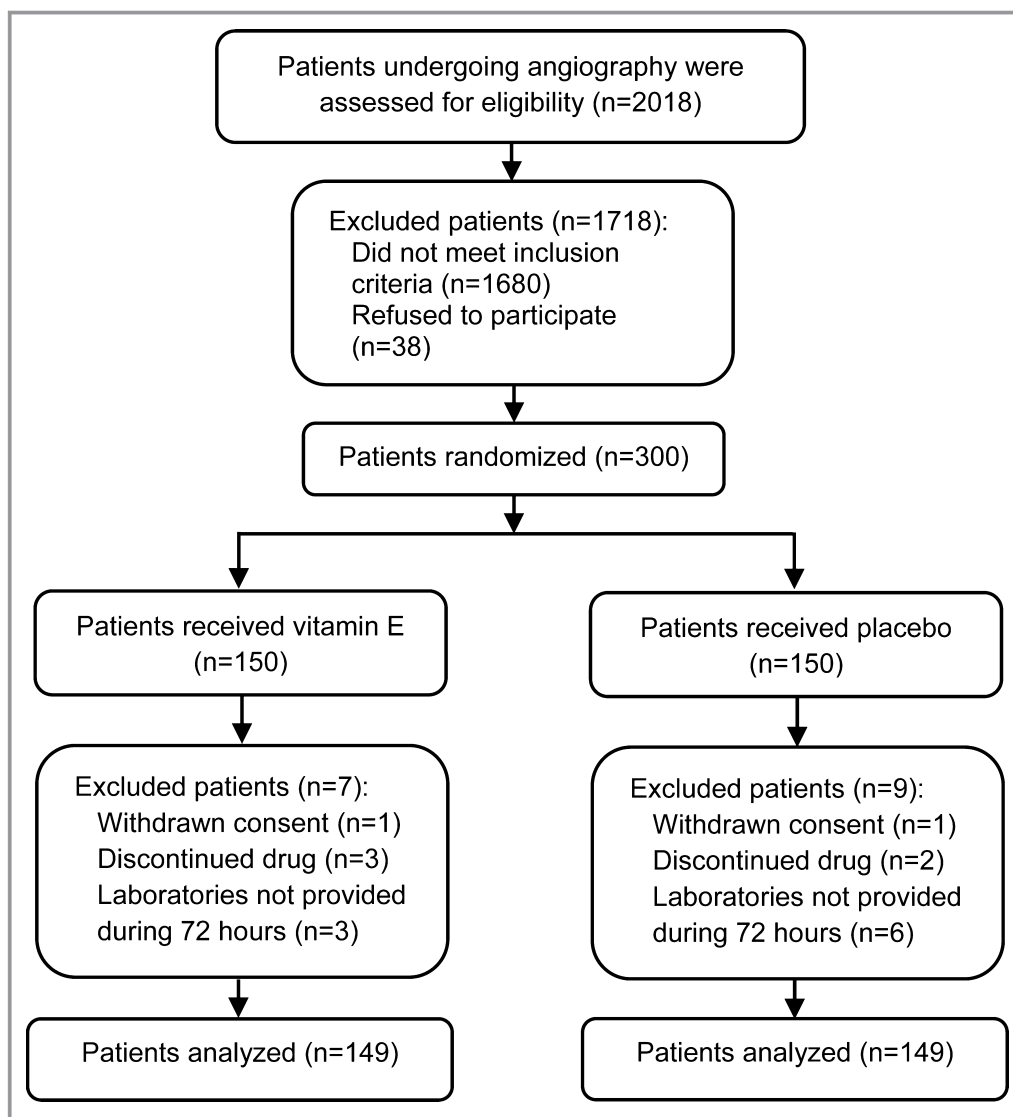 Patients undergoing angiography were
assessed for eligibility (n=2018)
Excluded patients (n=1718):
Did not meet inclusion
criteria (n=1680)
Refused to participate
(n=38)
Patients randomized (n=300)
Patients received vitamin E
(n=150)
Patients received placebo
(n=150)
Excluded patients (n=7):
Withdrawn consent (n=1)
Discontinued drug (n=3)
Laboratories not provided
during 72 hours (n=3)
Excluded patients (n=9):
Withdrawn consent (n=1)
Discontinued drug (n=2)
Laboratories not provided
during 72 hours (n=6)
Patients analyzed (n=149)
Patients analyzed (n=149)